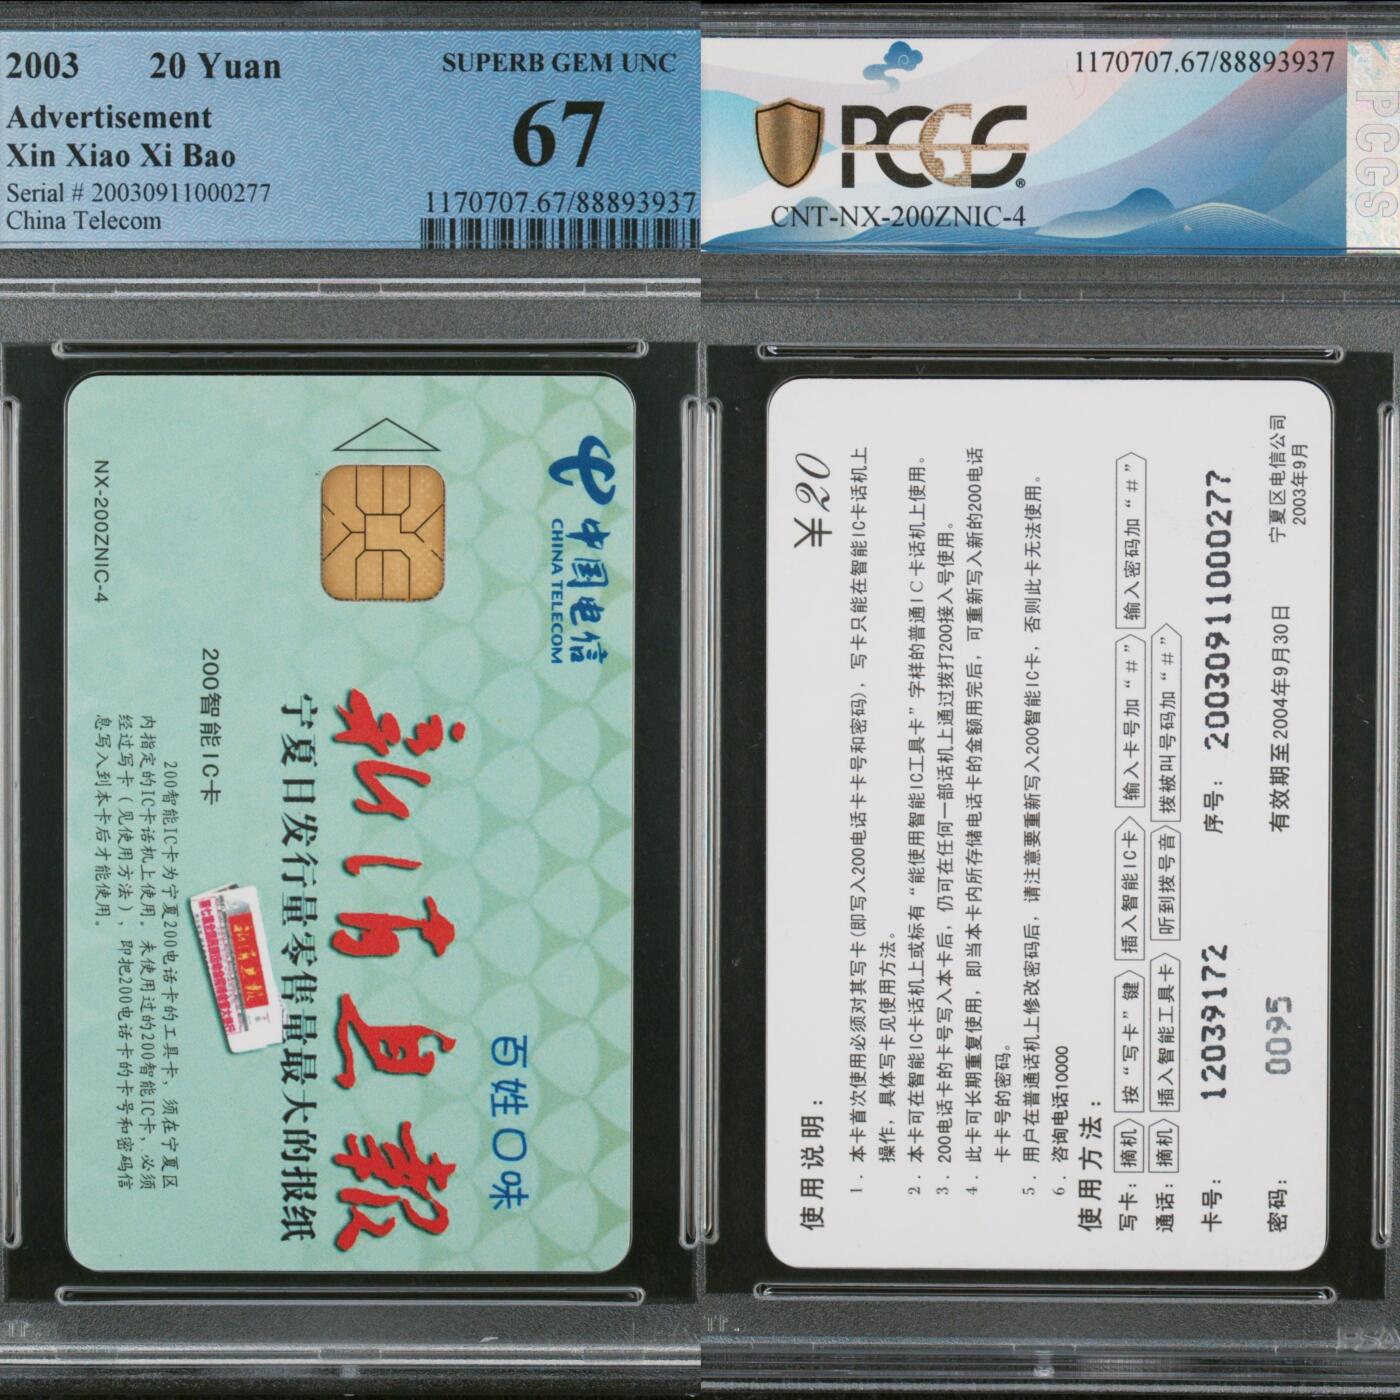 2003 20 Yuan SUPERB GEM UNC
Advertisement 67
Xin Xiao Xi Bao
Serial # 20030911000277
China Telecom 1170707.67/88893937
1170707.67/88893937
PCGS
CNT-NX-200ZNIC-4
PCGS
中国电信
CHINA TELECOM
百姓口味
新消息报
宁夏日发行量零售量最大的报纸
200智能IC卡
200智能IC卡为宁夏200电话卡的工具卡，须在宁夏区
内指定的IC卡话机上使用。未使用过的200智能IC卡，必须
经过写卡（见使用方法），即把200电话卡的卡号和密码信
息写入到本卡后才能使用。
NX-200ZNIC-4
¥20
使用说明：
1．本卡首次使用必须对其写卡(即写入200电话卡卡号和密码)，写卡只能在智能IC卡话机上
操作，具体写卡见使用方法。
2．本卡可在智能IC卡话机上或标有“能使用智能IC工具卡”字样的普通IC卡话机上使用。
3．200电话卡的卡号写入本卡后，仍可在任何一部话机上通过拨打200接入号使用。
4．此卡可长期重复使用，即当本卡内所存储电话卡的金额用完后，可重新写入新的200电话
卡卡号的密码。
5．用户在普通话机上修改密码后，请注意要重新写入200智能IC卡，否则此卡无法使用。
6．咨询电话10000
使用方法：
写卡：摘机 按“写卡”键 插入智能IC卡 输入卡号加“#” 输入密码加“#”
通话：摘机 插入智能工具卡 听到拨号音 拨被叫号码加“#”
卡号：12039172 序号：20030911000277
密码：0095 有效期至2004年9月30日 宁夏区电信公司
2003年9月